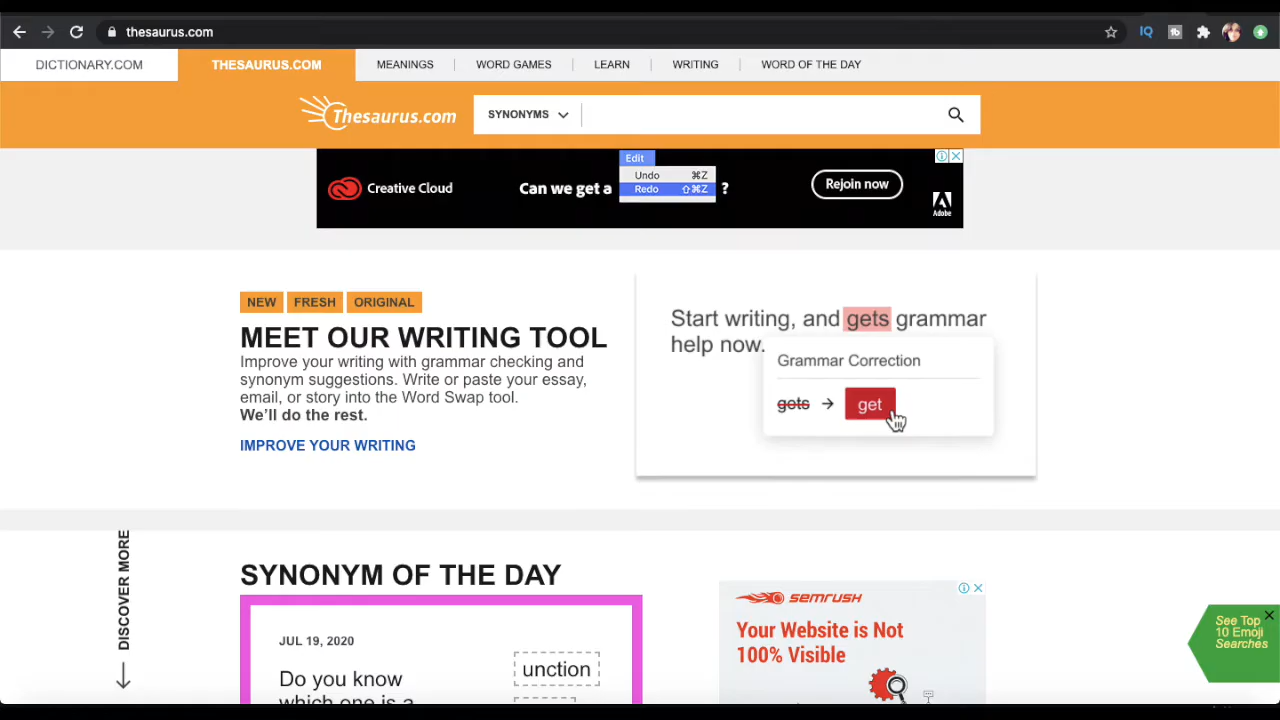 thesaurus.com
DICTIONARY.COM
THESAURUS.COM
MEANINGS
WORD GAMES
LEARN
WRITING
WORD OF THE DAY
Thesaurus.com
SYNONYMS
Creative Cloud
Can we get a
Edit
Undo ⌘Z
Redo ⇧⌘Z
?
Rejoin now
Adobe
NEW
FRESH
ORIGINAL
MEET OUR WRITING TOOL
Improve your writing with grammar checking and
synonym suggestions. Write or paste your essay,
email, or story into the Word Swap tool.
We'll do the rest.
IMPROVE YOUR WRITING
Start writing, and gets grammar
help now.
Grammar Correction
gots → get
DISCOVER MORE
SYNONYM OF THE DAY
JUL 19, 2020
Do you know
which one is a
unction
SEMRUSH
Your Website is Not
100% Visible
See Top
10 Emoji
Searches